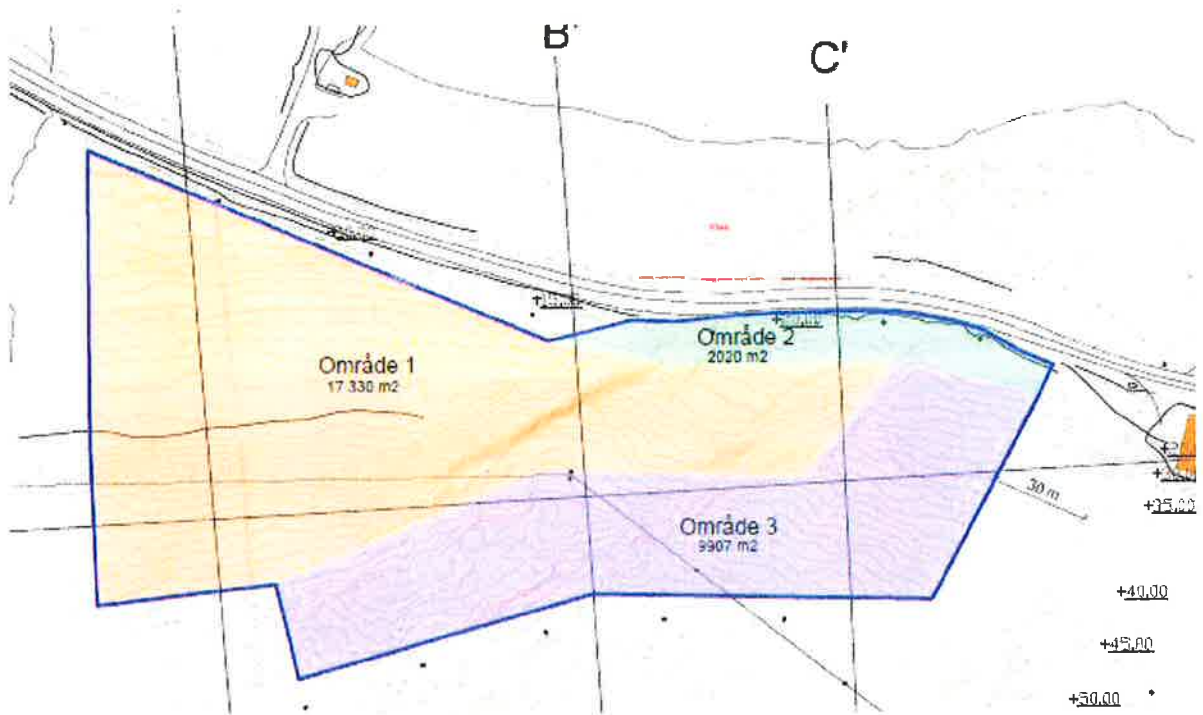 B'
C'
Område 2
2020 m2
Område 1
17 330 m2
30 m
+35,00
Område 3
9907 m2
+40,00
+45,00
+50,00